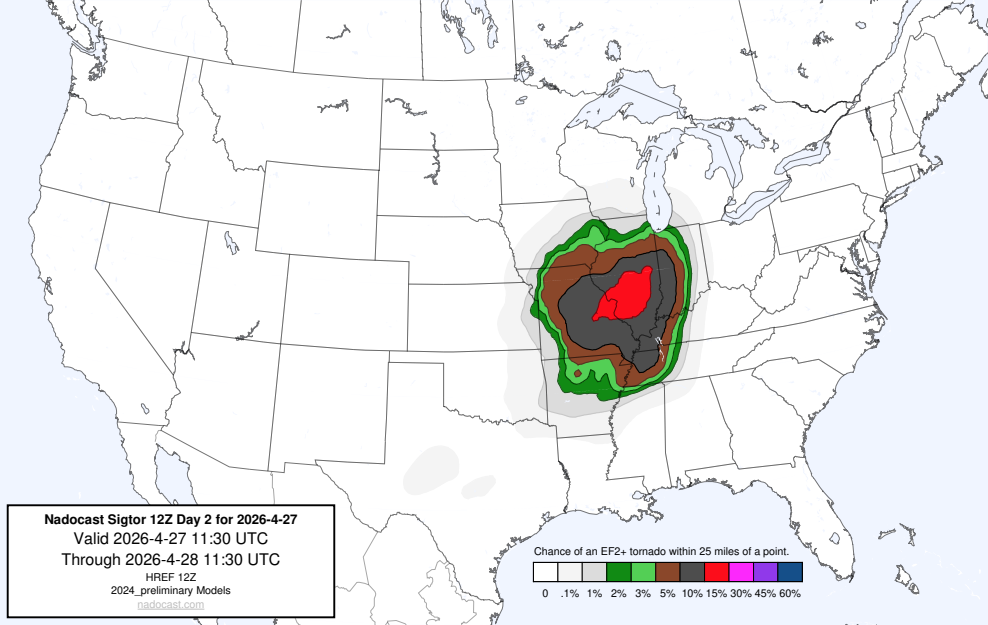 Nadocast Sigtor 12Z Day 2 for 2026-4-27
Valid 2026-4-27 11:30 UTC
Through 2026-4-28 11:30 UTC
HREF 12Z
2024_preliminary Models
nadocast.com
Chance of an EF2+ tornado within 25 miles of a point.
0 .1% 1% 2% 3% 5% 10% 15% 30% 45% 60%